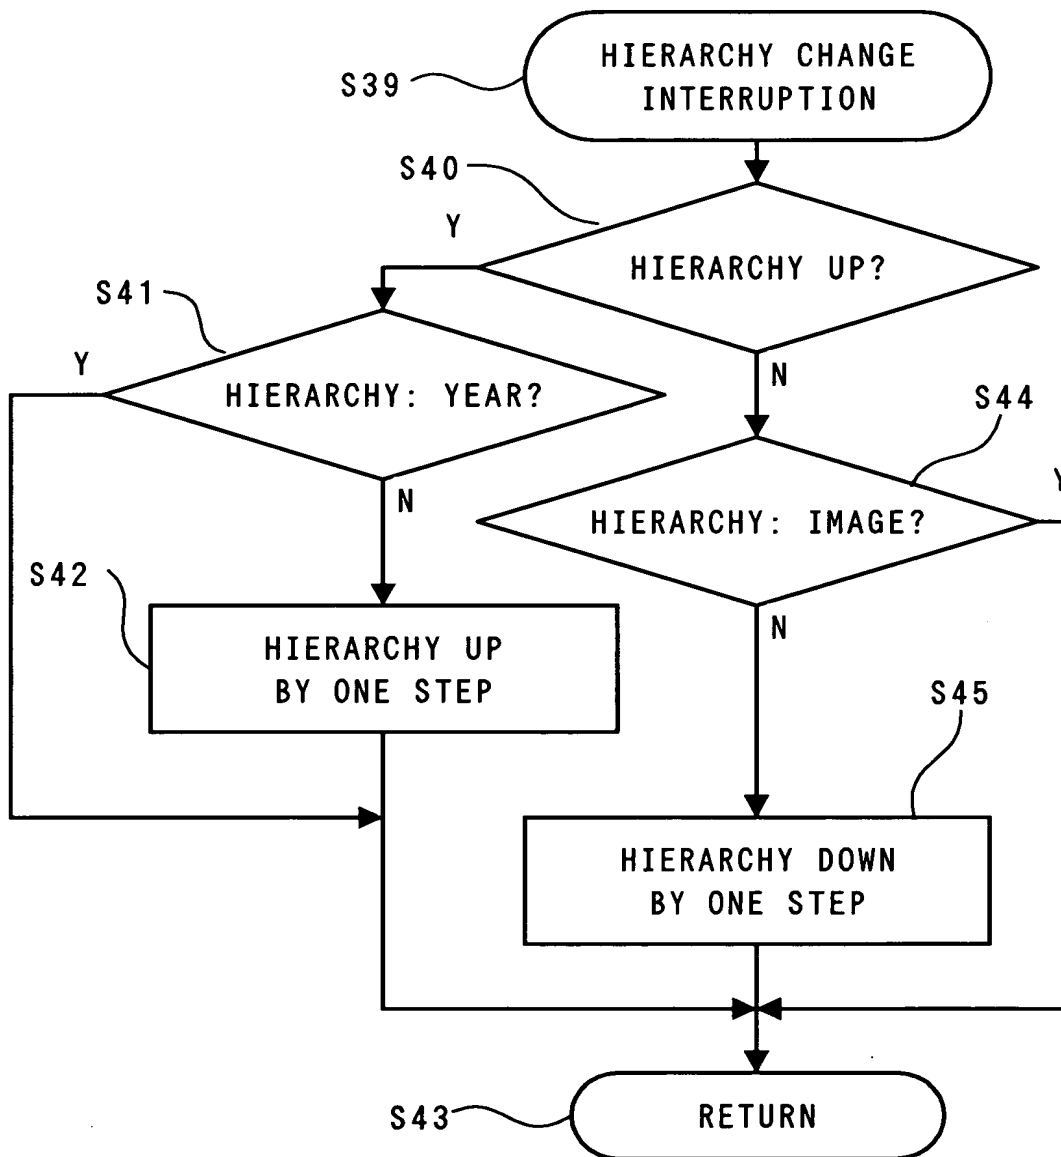 HIERARCHY CHANGE
INTERRUPTION
S39
S40
Y
HIERARCHY UP?
S41
Y
N
HIERARCHY: YEAR?
S44
N
Y
HIERARCHY: IMAGE?
S42
N
HIERARCHY UP
BY ONE STEP
S45
HIERARCHY DOWN
BY ONE STEP
S43
RETURN